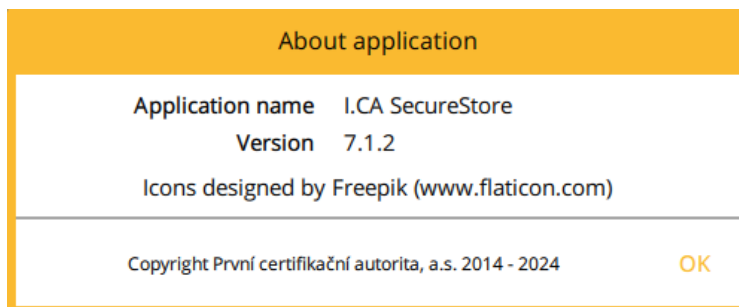 About application
Application name I.CA SecureStore
Version 7.1.2
Icons designed by Freepik (www.flaticon.com)
Copyright První certifikační autorita, a.s. 2014 - 2024
OK